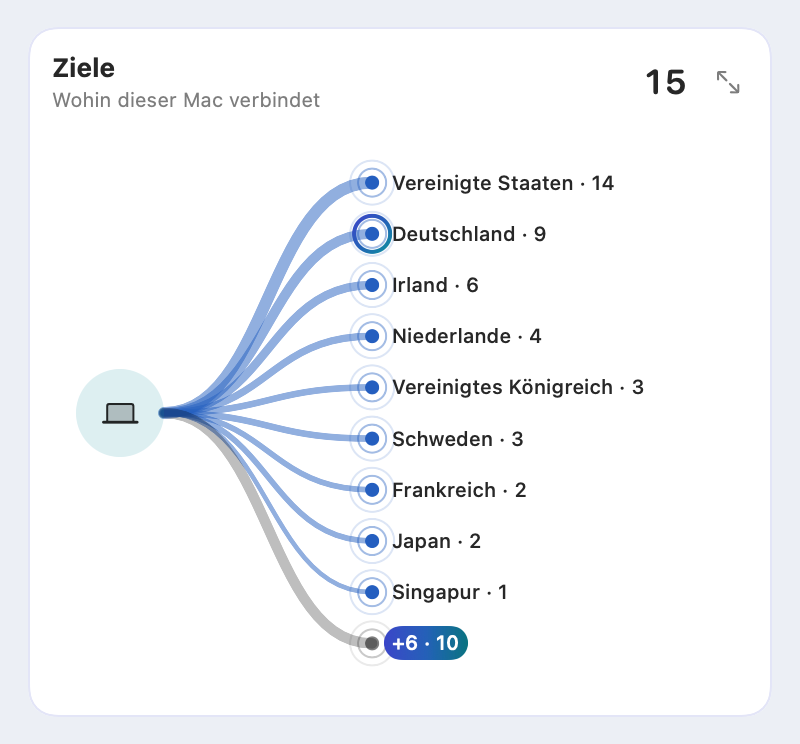 Ziele
Wohin dieser Mac verbindet
15
Vereinigte Staaten · 14
Deutschland · 9
Irland · 6
Niederlande · 4
Vereinigtes Königreich · 3
Schweden · 3
Frankreich · 2
Japan · 2
Singapur · 1
+6 · 10